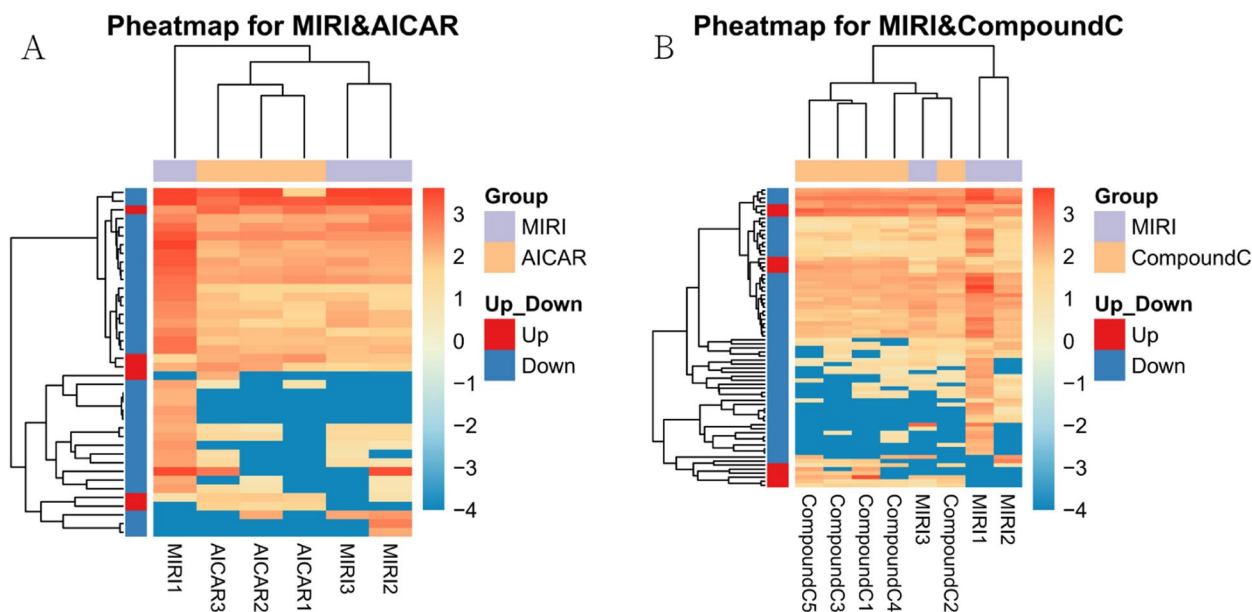 A
Pheatmap for MIRI&AICAR
3
2
1
0
−1
−2
−3
−4
Group
MIRI
AICAR
Up_Down
Up
Down
MIRI1
AICAR3
AICAR2
AICAR1
MIRI3
MIRI2
B
Pheatmap for MIRI&CompoundC
3
2
1
0
−1
−2
−3
−4
Group
MIRI
CompoundC
Up_Down
Up
Down
CompoundC5
CompoundC3
CompoundC1
CompoundC4
MIRI3
CompoundC2
MIRI1
MIRI2